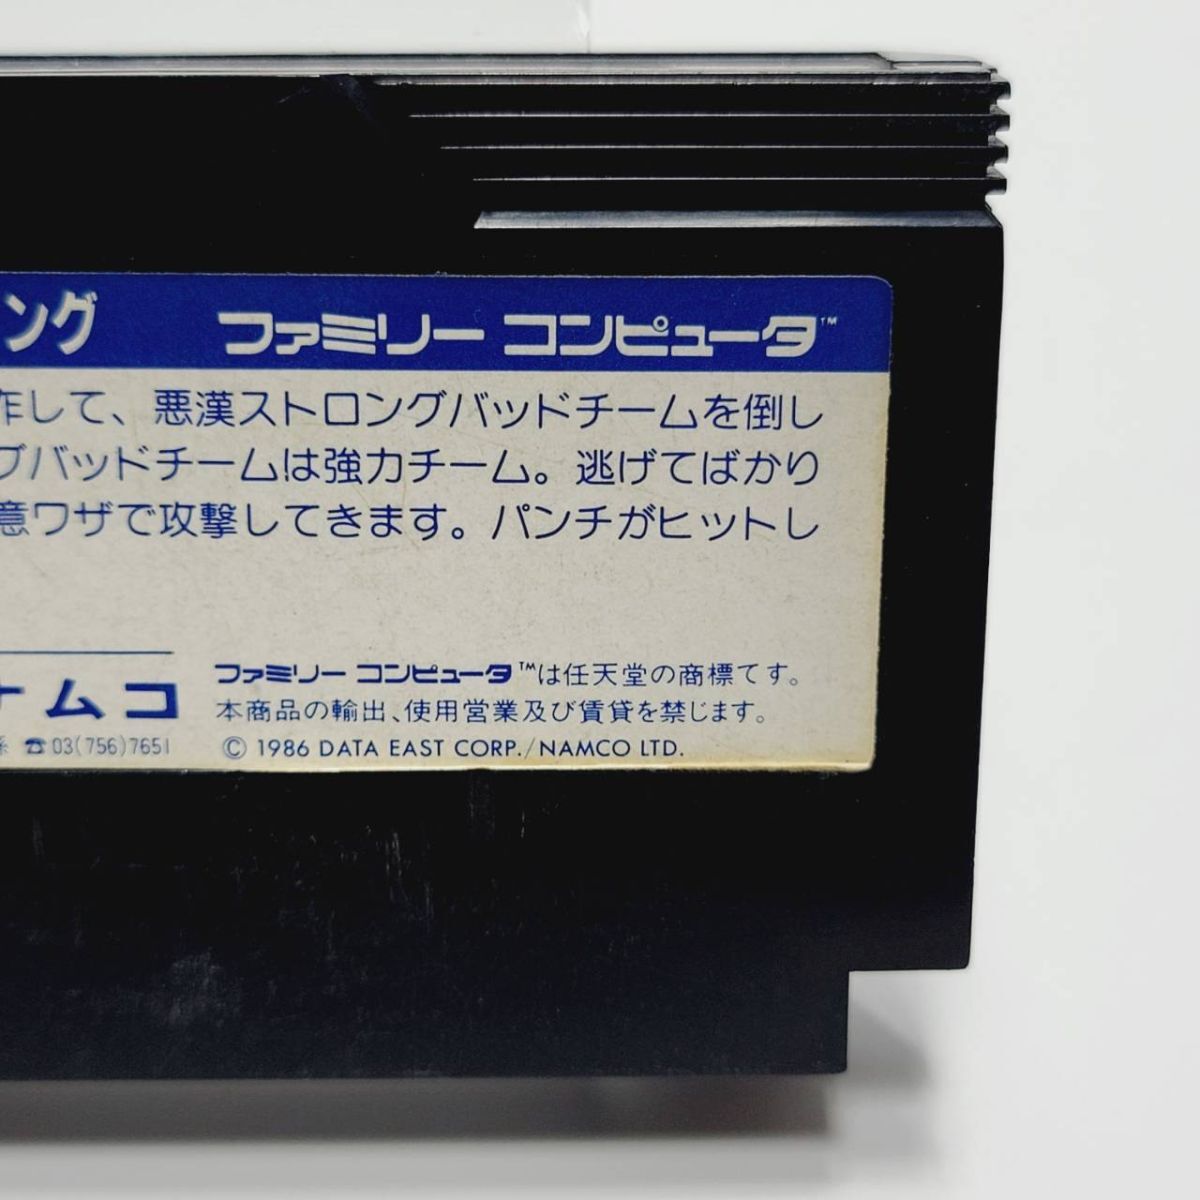 ング ファミリー コンピュータ™
作して、悪漢ストロングバッドチームを倒し
グバッドチームは強力チーム。逃げてばかり
意ワザで攻撃してきます。パンチがヒットし
ナムコ
係 ☎03(756)7651
ファミリー コンピュータ™は任天堂の商標です。
本商品の輸出、使用営業及び賃貸を禁じます。
© 1986 DATA EAST CORP./NAMCO LTD.